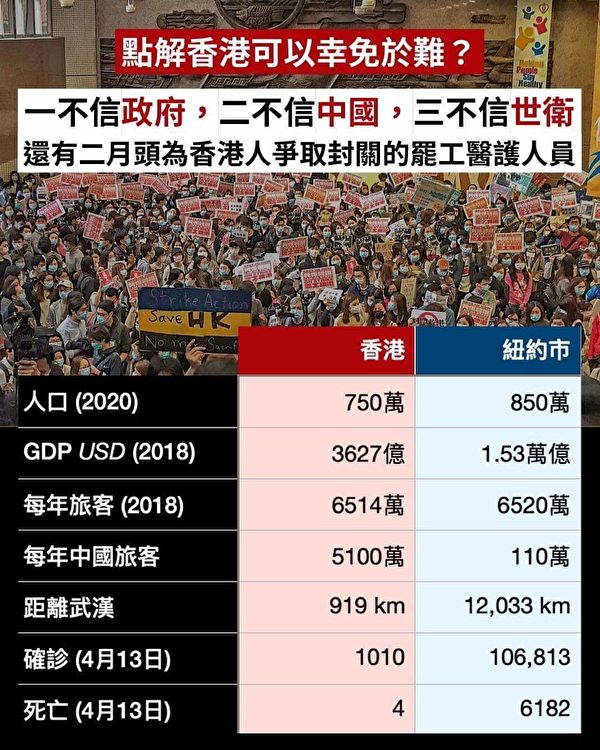 Helping
People
Stay
Healthy
點解香港可以幸免於難？
一不信政府，二不信中國，三不信世衛
還有二月頭為香港人爭取封關的罷工醫護人員
Strike Action
Save HK
香港 紐約市
人口 (2020) 750萬 850萬
GDP USD (2018) 3627億 1.53萬億
每年旅客 (2018) 6514萬 6520萬
每年中國旅客 5100萬 110萬
距離武漢 919 km 12,033 km
確診 (4月13日) 1010 106,813
死亡 (4月13日) 4 6182